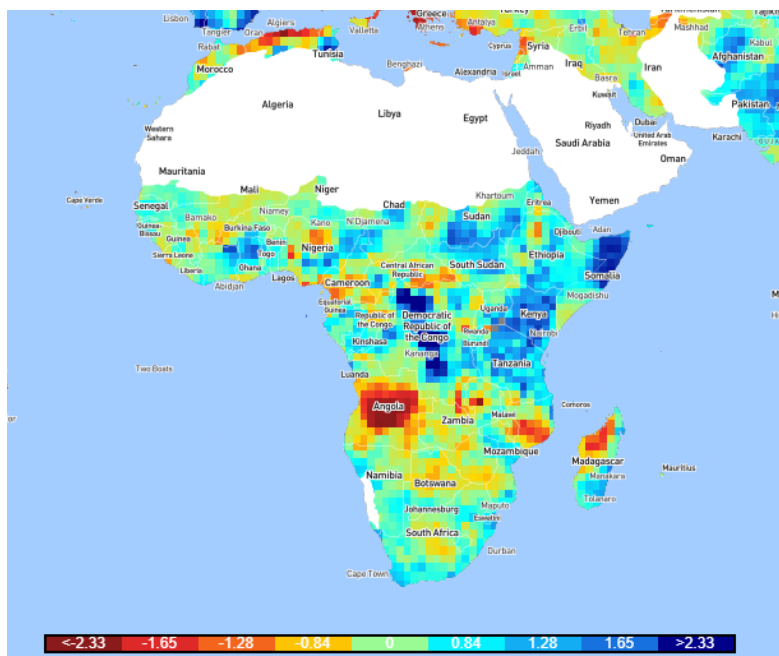 Lisbon
Algiers
Tangier
Oran
Rabat
Tunisia
Valletta
Greece
Athens
Antalya
Cyprus
Syria
Erbil
Tehran
Mashhad
Kabul
Afghanistan
Morocco
Benghazi
Alexandria
Israel
Amman
Iraq
Basra
Iran
Kuwait
Pakistan
Algeria
Libya
Egypt
Riyadh
Dubai
United Arab
Emirates
Karachi
Western
Sahara
Saudi Arabia
Jeddah
Oman
Mauritania
Cape Verde
Senegal
Mali
Niger
Chad
Khartoum
Eritrea
Yemen
Guinea-
Bissau
Bamako
Niamey
Kano
N'Djamena
Sudan
Djibouti
Adan
Guinea
Burkina Faso
Benin
Nigeria
Sierra Leone
Togo
Ghana
Liberia
Lagos
Abidjan
Cameroon
Central African
Republic
South Sudan
Ethiopia
Somalia
Mogadishu
Equatorial
Guinea
Republic of
the Congo
Democratic
Republic of
the Congo
Uganda
Kenya
Rwanda
Nairobi
Burundi
Kinshasa
Kananga
Tanzania
Two Boats
Luanda
Angola
Zambia
Malawi
Comoros
Mozambique
Madagascar
Mauritius
Manakara
Tolanaro
Namibia
Botswana
Johannesburg
Maputo
Eswatini
South Africa
Durban
Cape Town
<-2.33 -1.65 -1.28 -0.84 0 0.84 1.28 1.65 >2.33